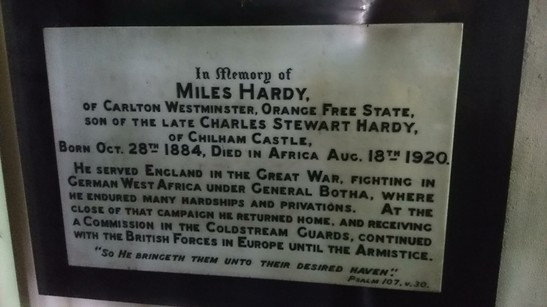 In Memory of
MILES HARDY,
OF CARLTON WESTMINSTER, ORANGE FREE STATE,
SON OF THE LATE CHARLES STEWART HARDY,
OF CHILHAM CASTLE,
BORN OCT. 28TH 1884, DIED IN AFRICA AUG. 18TH 1920.
HE SERVED ENGLAND IN THE GREAT WAR, FIGHTING IN
GERMAN WEST AFRICA UNDER GENERAL BOTHA, WHERE
HE ENDURED MANY HARDSHIPS AND PRIVATIONS. AT THE
CLOSE OF THAT CAMPAIGN HE RETURNED HOME, AND RECEIVING
A COMMISSION IN THE COLDSTREAM GUARDS, CONTINUED
WITH THE BRITISH FORCES IN EUROPE UNTIL THE ARMISTICE.
"SO HE BRINGETH THEM UNTO THEIR DESIRED HAVEN."
PSALM 107, V. 30.